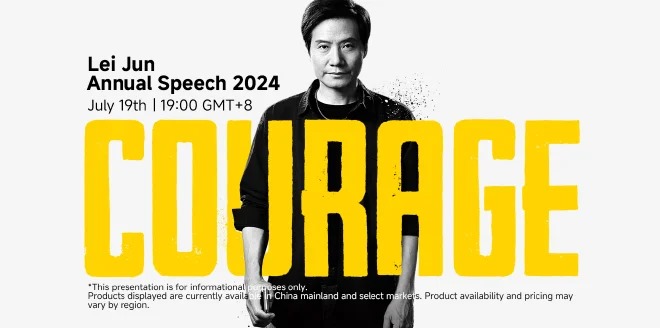 Lei Jun
Annual Speech 2024
July 19th | 19:00 GMT+8
COURAGE
*This presentation is for informational purposes only.
Products displayed are currently available in China mainland and select markets. Product availability and pricing may
vary by region.